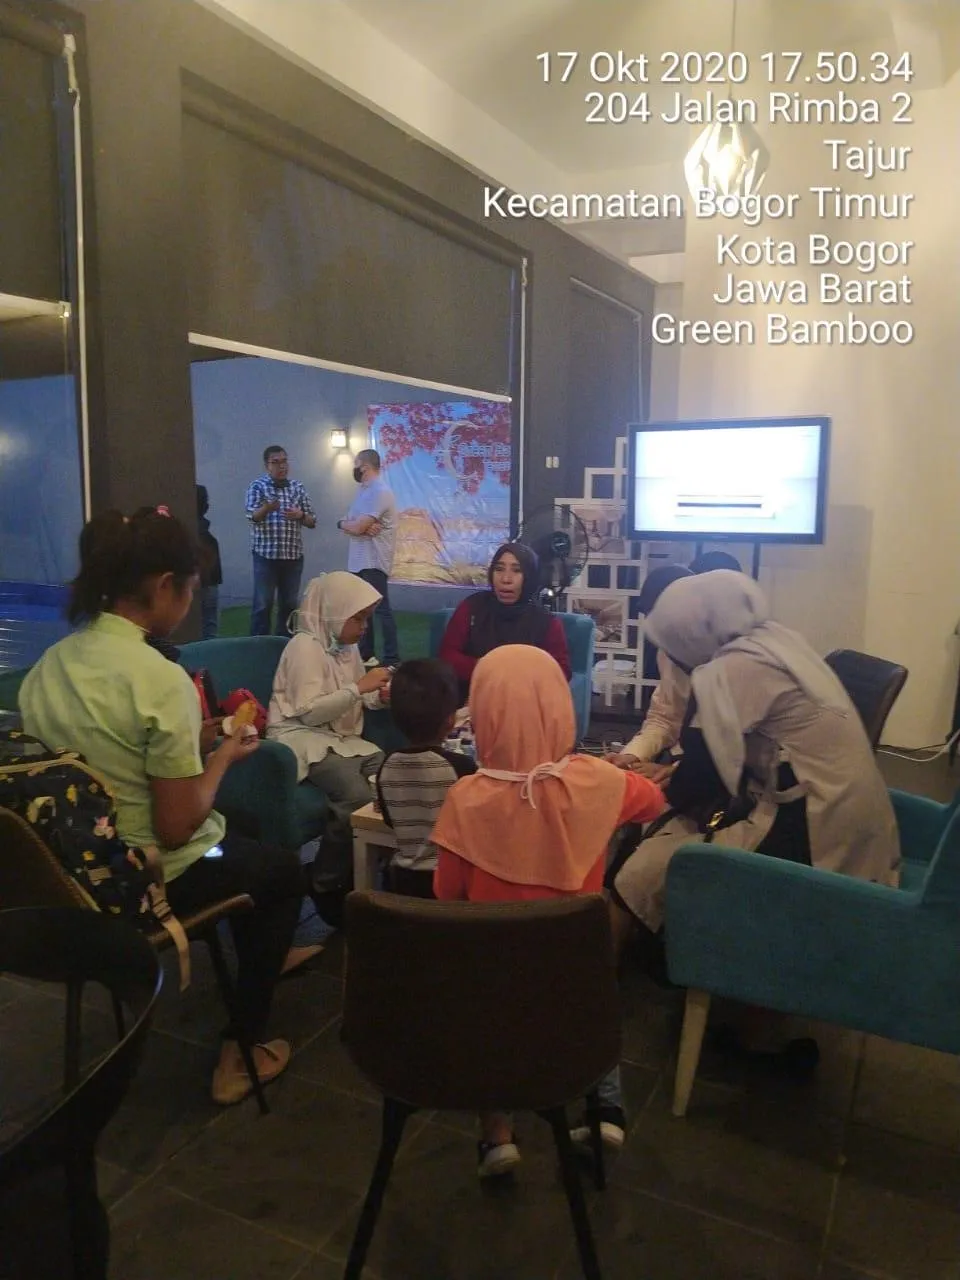 17 Okt 2020 17.50.34
204 Jalan Rimba 2
Tajur
Kecamatan Bogor Timur
Kota Bogor
Jawa Barat
Green Bamboo